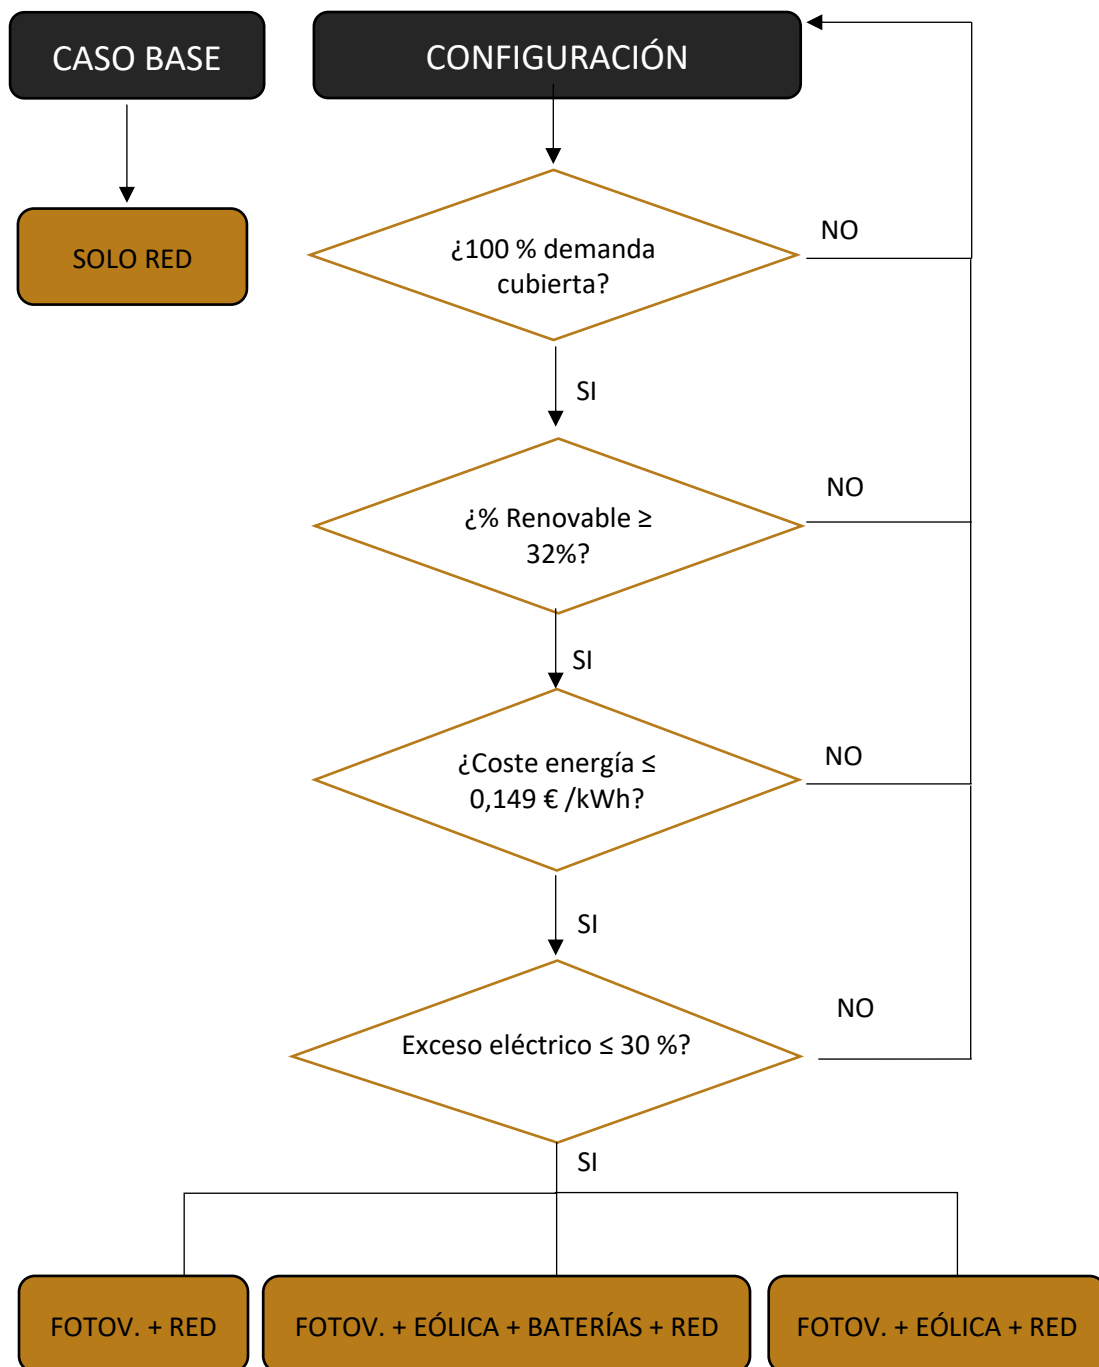 CASO BASE
CONFIGURACIÓN
SOLO RED
¿100 % demanda
cubierta?
NO
SI
¿% Renovable ≥
32%?
NO
SI
¿Coste energía ≤
0,149 € /kWh?
NO
SI
Exceso eléctrico ≤ 30 %?
NO
SI
FOTOV. + RED
FOTOV. + EÓLICA + BATERÍAS + RED
FOTOV. + EÓLICA + RED